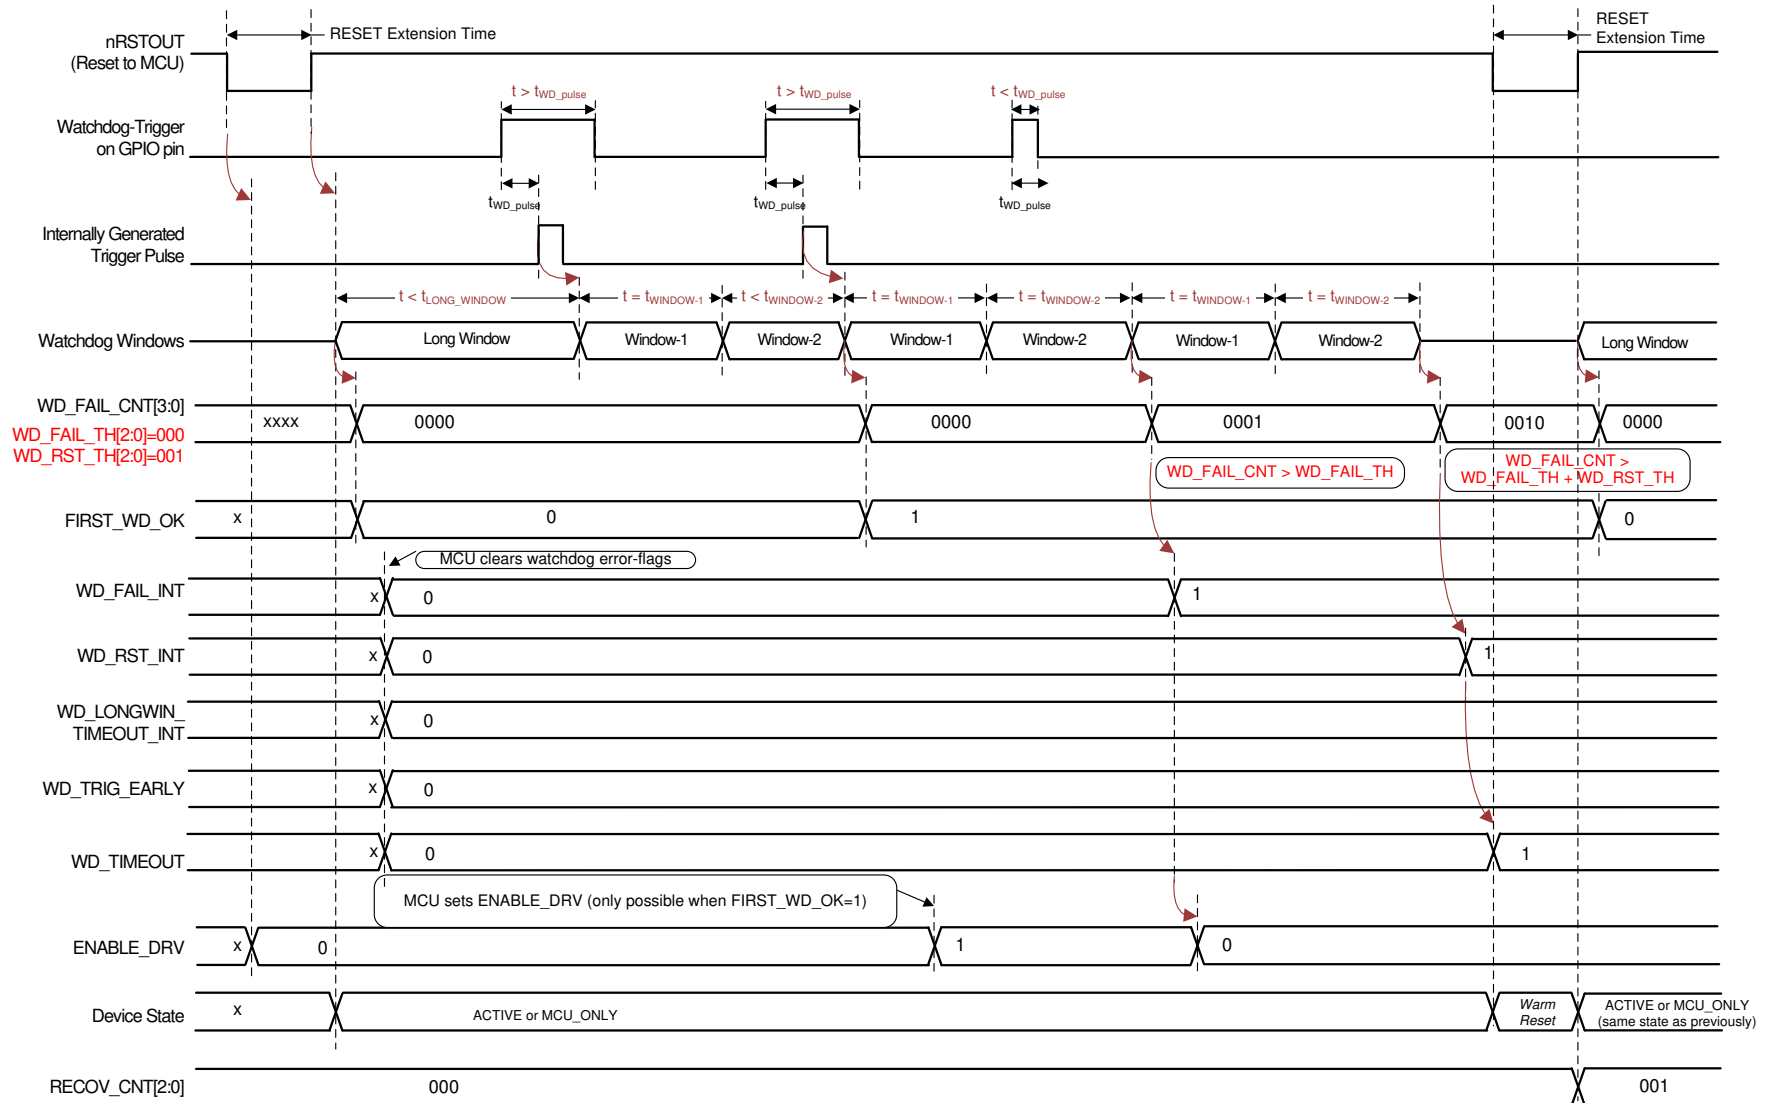 RESET Extension Time
RESET
Extension Time
nRSTOUT
(Reset to MCU)
t > tWD_pulse
t > tWD_pulse
t < tWD_pulse
Watchdog-Trigger
on GPIO pin
tWD_pulse
tWD_pulse
tWD_pulse
Internally Generated
Trigger Pulse
t < tLONG_WINDOW
t = tWINDOW-1
t < tWINDOW-2
t = tWINDOW-1
t = tWINDOW-2
t = tWINDOW-1
t = tWINDOW-2
Watchdog Windows
Long Window
Window-1
Window-2
Window-1
Window-2
Window-1
Window-2
Long Window
WD_FAIL_CNT[3:0]
WD_FAIL_TH[2:0]=000
WD_RST_TH[2:0]=001
xxxx
0000
0000
0001
0010
0000
WD_FAIL_CNT > WD_FAIL_TH
WD_FAIL_CNT >
WD_FAIL_TH + WD_RST_TH
FIRST_WD_OK
x
0
1
0
MCU clears watchdog error-flags
WD_FAIL_INT
x
0
1
WD_RST_INT
x
0
1
WD_LONGWIN_
TIMEOUT_INT
x
0
WD_TRIG_EARLY
x
0
WD_TIMEOUT
x
0
1
MCU sets ENABLE_DRV (only possible when FIRST_WD_OK=1)
ENABLE_DRV
x
0
1
0
Device State
x
ACTIVE or MCU_ONLY
Warm
Reset
ACTIVE or MCU_ONLY
(same state as previously)
RECOV_CNT[2:0]
000
001